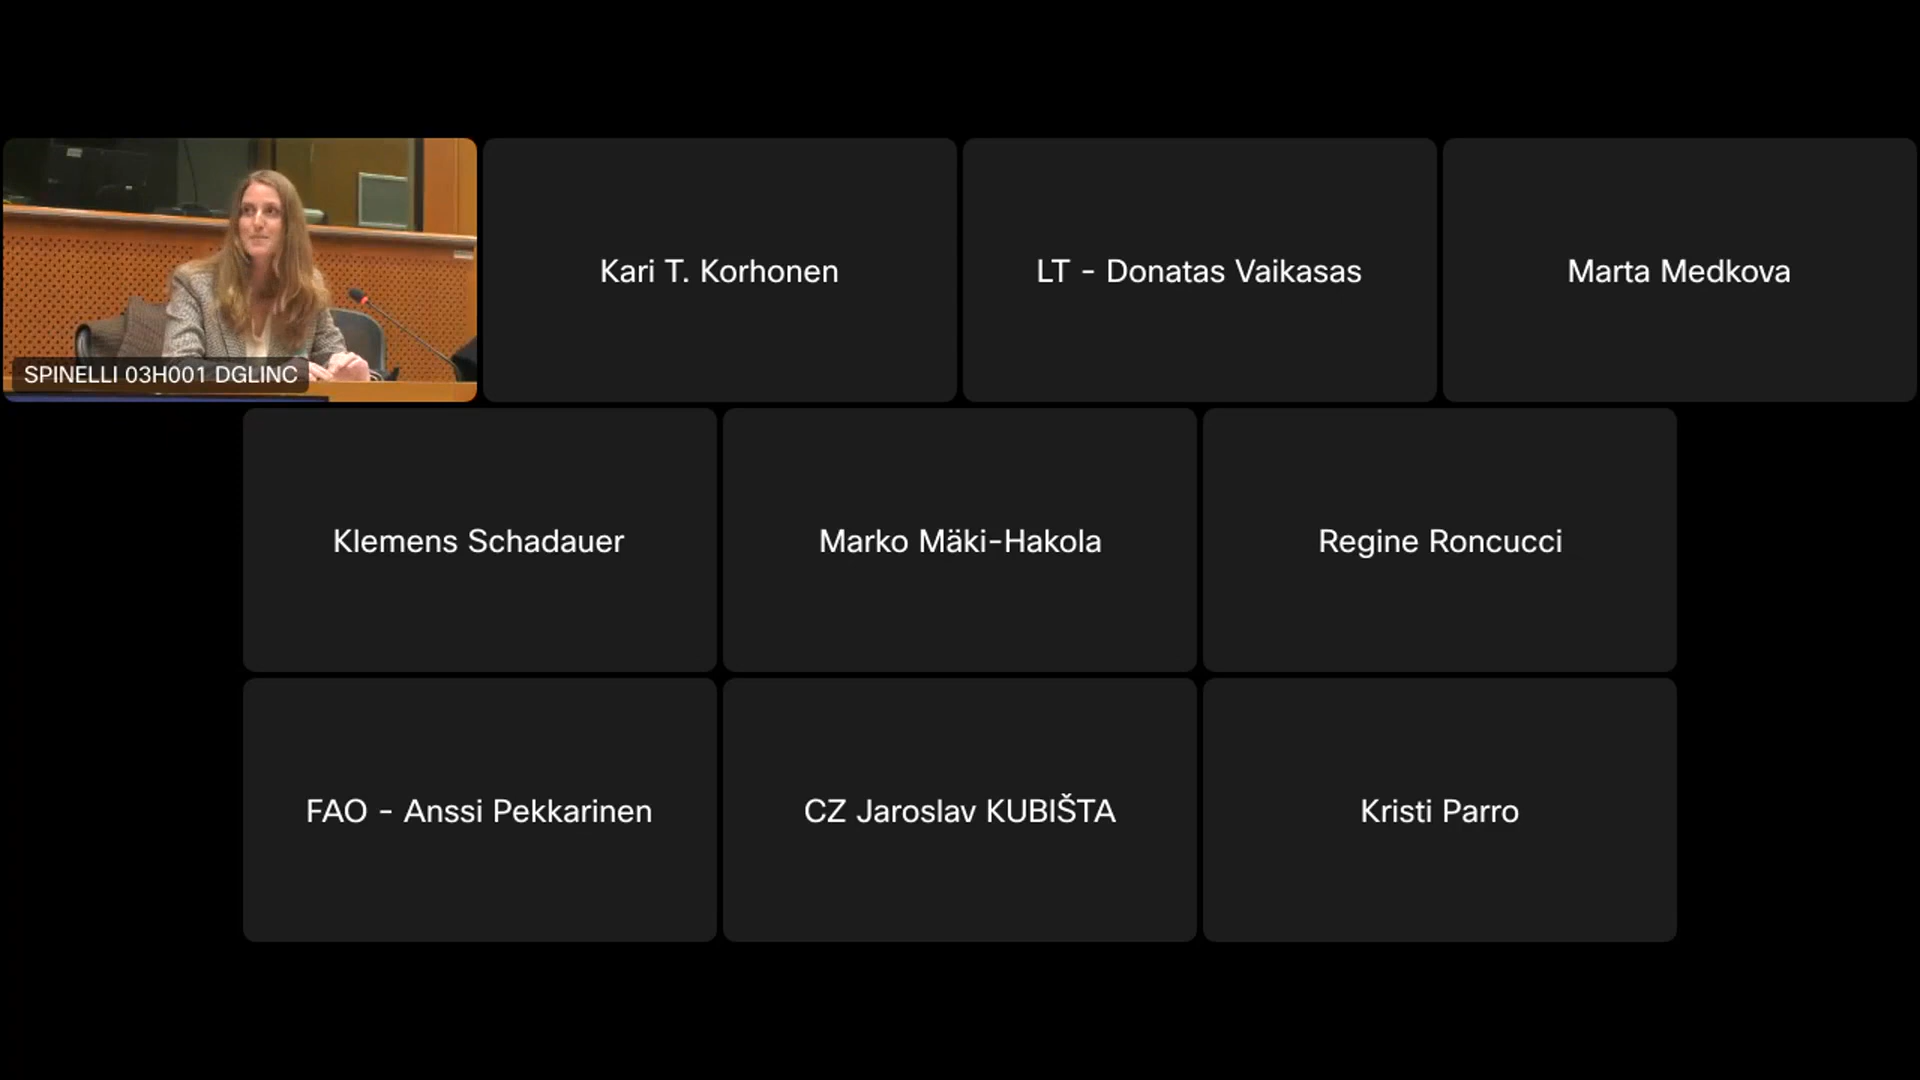 SPINELLI 03H001 DGLINC
Kari T. Korhonen
LT - Donatas Vaikasas
Marta Medkova
Klemens Schadauer
Marko Mäki-Hakola
Regine Roncucci
FAO - Anssi Pekkarinen
CZ Jaroslav KUBIŠTA
Kristi Parro